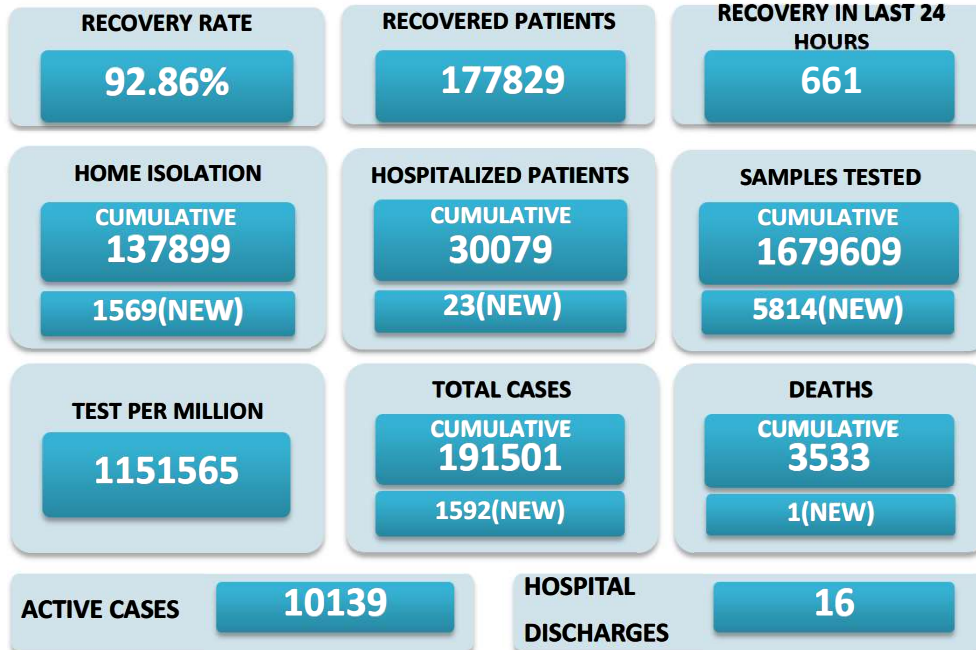 RECOVERY RATE
92.86%
RECOVERED PATIENTS
177829
RECOVERY IN LAST 24
HOURS
661
HOME ISOLATION
CUMULATIVE
137899
1569(NEW)
HOSPITALIZED PATIENTS
CUMULATIVE
30079
23(NEW)
SAMPLES TESTED
CUMULATIVE
1679609
5814(NEW)
TEST PER MILLION
1151565
TOTAL CASES
CUMULATIVE
191501
1592(NEW)
DEATHS
CUMULATIVE
3533
1(NEW)
ACTIVE CASES
10139
HOSPITAL
DISCHARGES
16